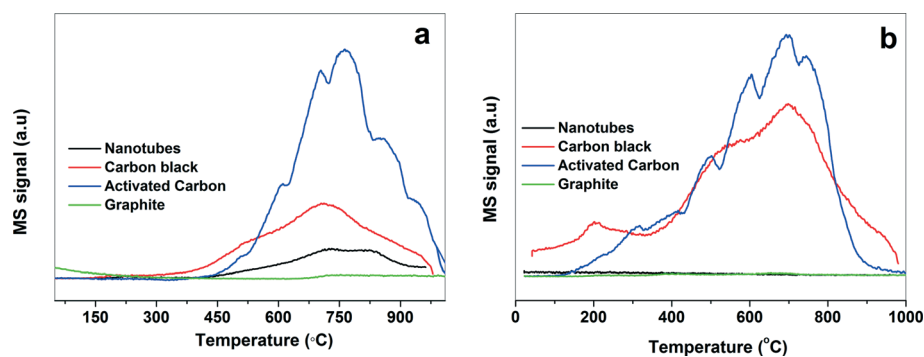 a
MS signal (a.u)
Nanotubes
Carbon black
Activated Carbon
Graphite
150 300 450 600 750 900
Temperature (◦C)
b
MS signal (a.u)
Nanotubes
Carbon black
Activated Carbon
Graphite
0 200 400 600 800 1000
Temperature (°C)